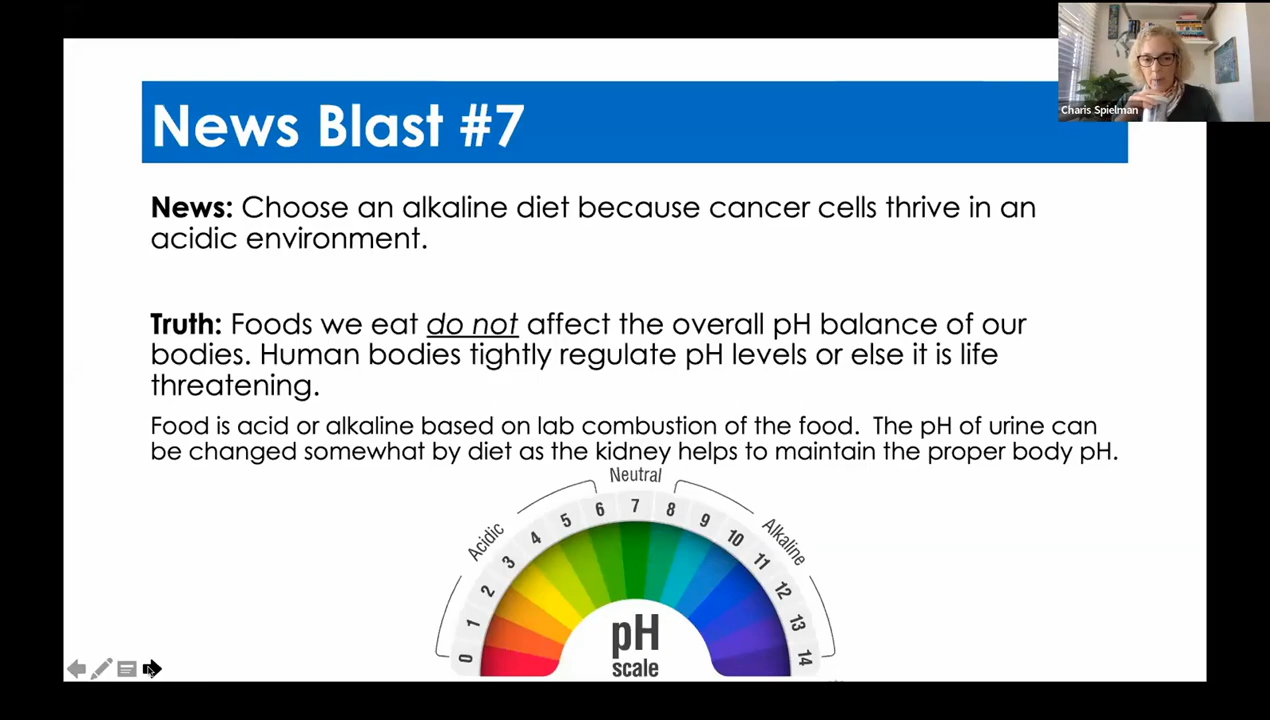 News Blast #7
Charis Spielman
News: Choose an alkaline diet because cancer cells thrive in an
acidic environment.
Truth: Foods we eat do not affect the overall pH balance of our
bodies. Human bodies tightly regulate pH levels or else it is life
threatening.
Food is acid or alkaline based on lab combustion of the food. The pH of urine can
be changed somewhat by diet as the kidney helps to maintain the proper body pH.
Neutral
Acidic
Alkaline
0 1 2 3 4 5 6 7 8 9 10 11 12 13 14
pH
scale